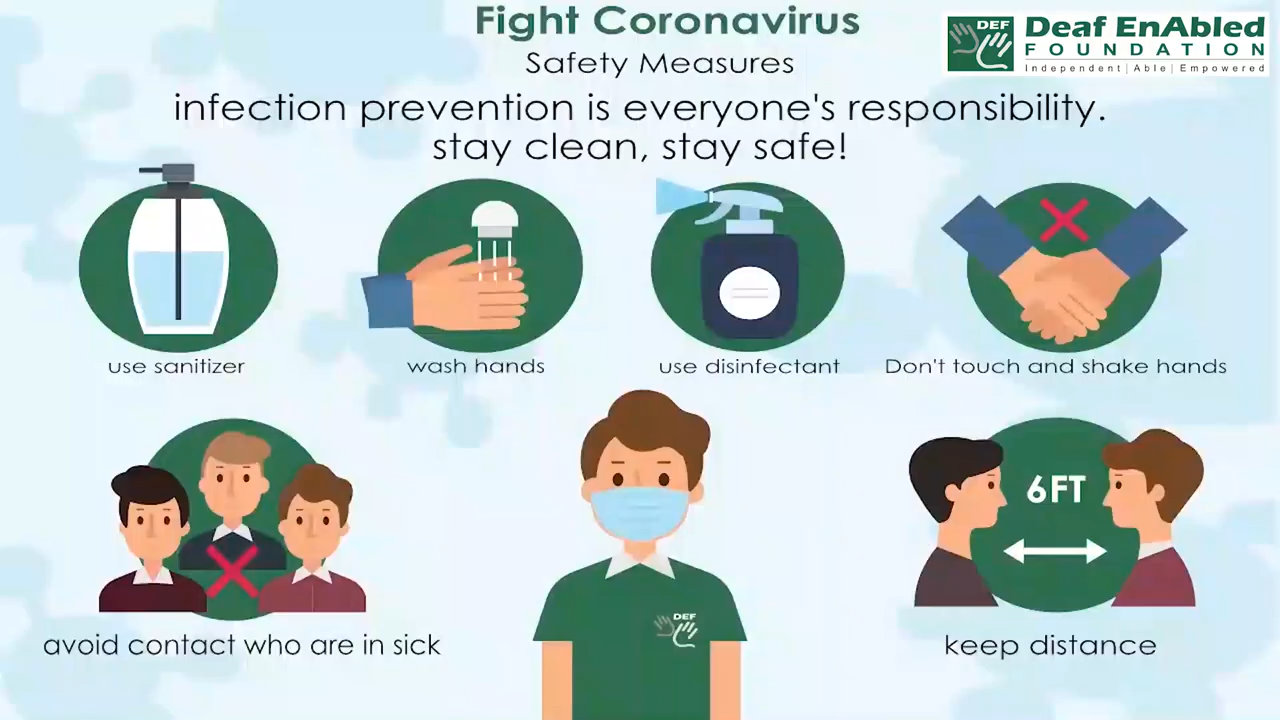 Fight Coronavirus
Safety Measures
DEF
Deaf EnAbled
FOUNDATION
Independent | Able | Empowered
infection prevention is everyone's responsibility.
stay clean, stay safe!
use sanitizer
wash hands
use disinfectant
Don't touch and shake hands
6FT
DEF
avoid contact who are in sick
keep distance